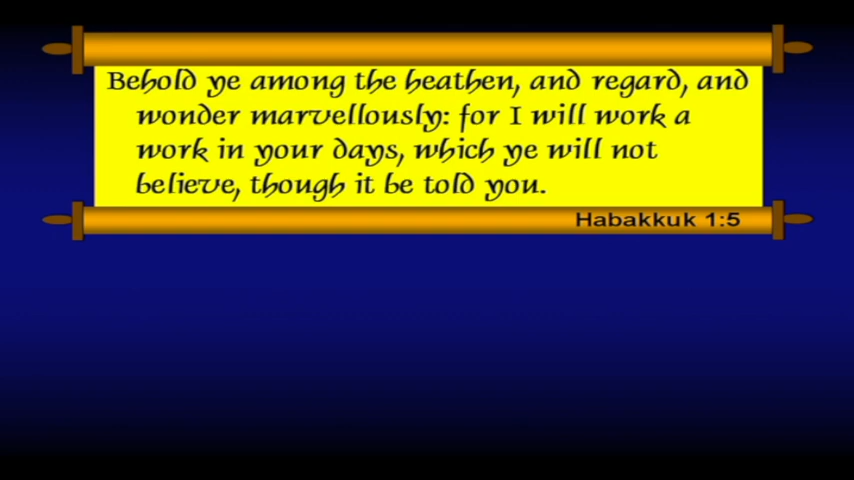 Behold ye among the heathen, and regard, and
wonder marvellously: for I will work a
work in your days, which ye will not
believe, though it be told you.
Habakkuk 1:5